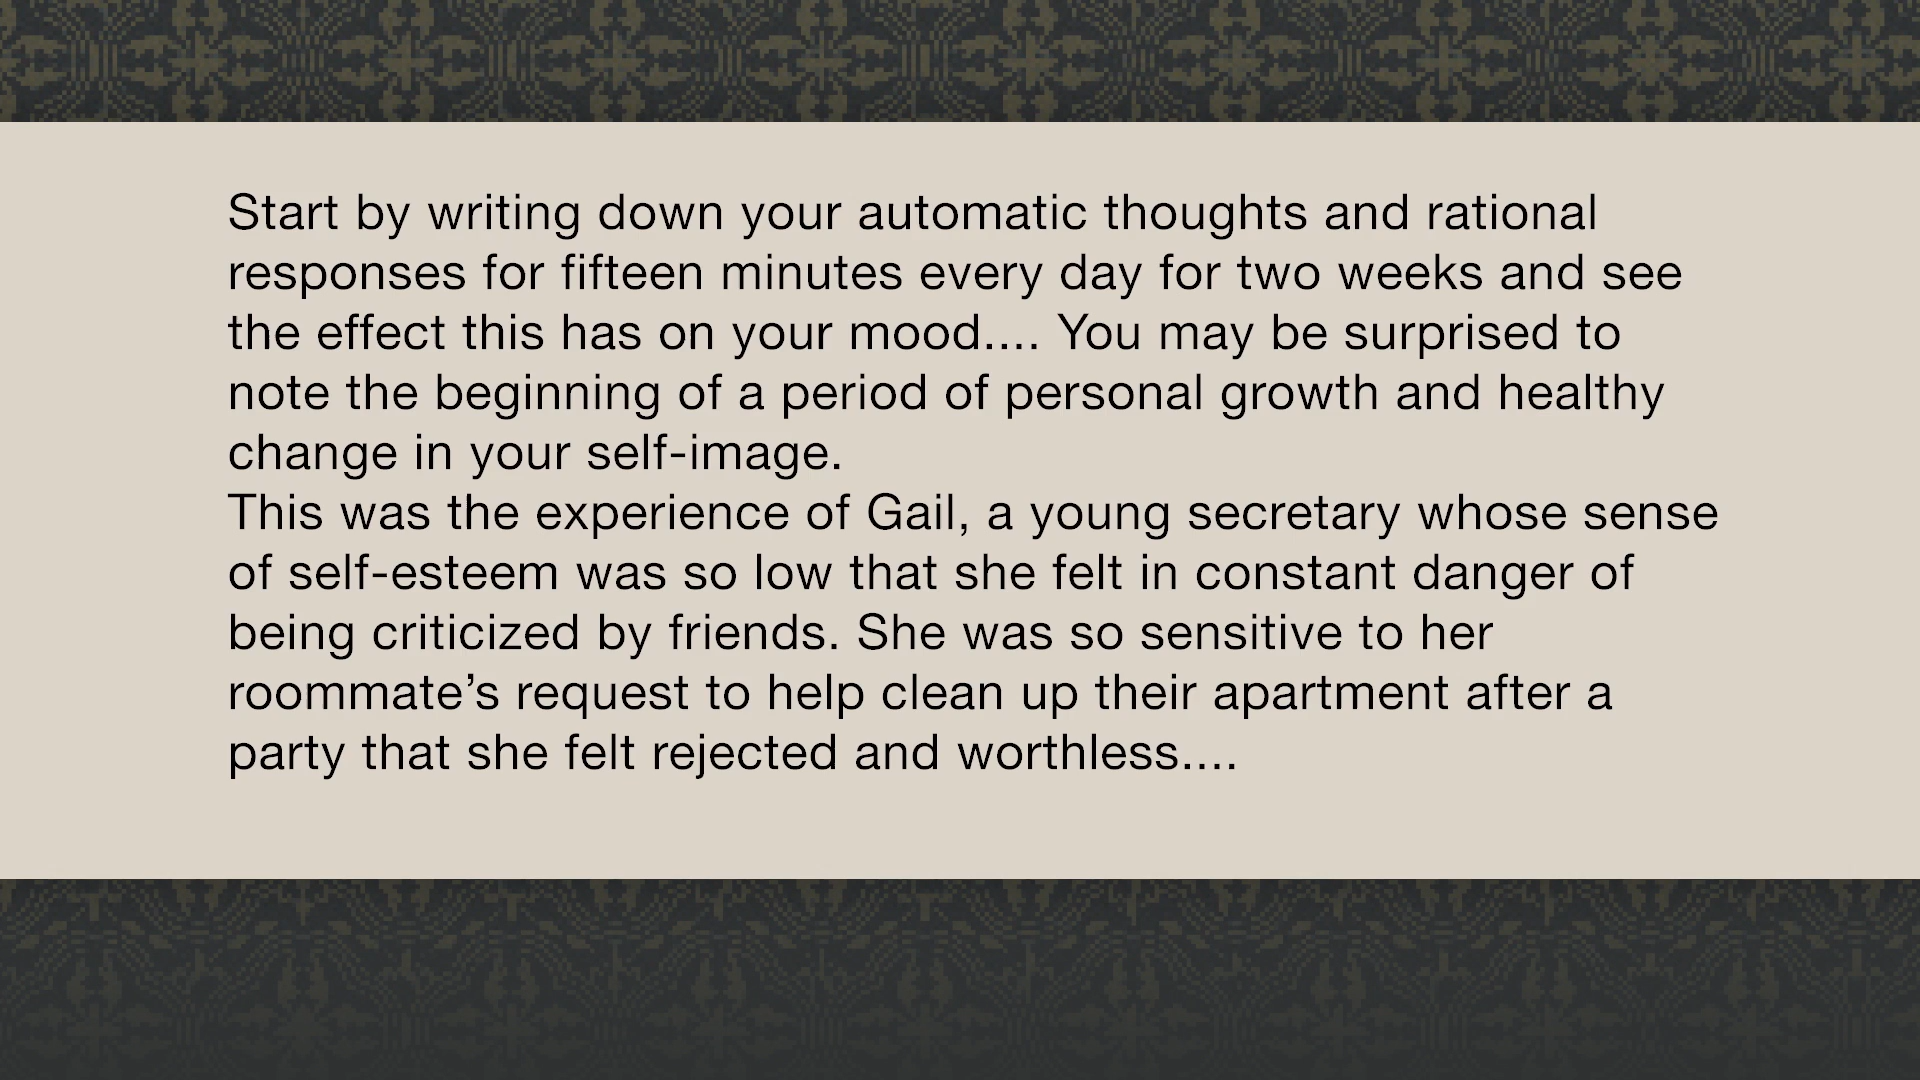 Start by writing down your automatic thoughts and rational
responses for fifteen minutes every day for two weeks and see
the effect this has on your mood.... You may be surprised to
note the beginning of a period of personal growth and healthy
change in your self-image.
This was the experience of Gail, a young secretary whose sense
of self-esteem was so low that she felt in constant danger of
being criticized by friends. She was so sensitive to her
roommate’s request to help clean up their apartment after a
party that she felt rejected and worthless....